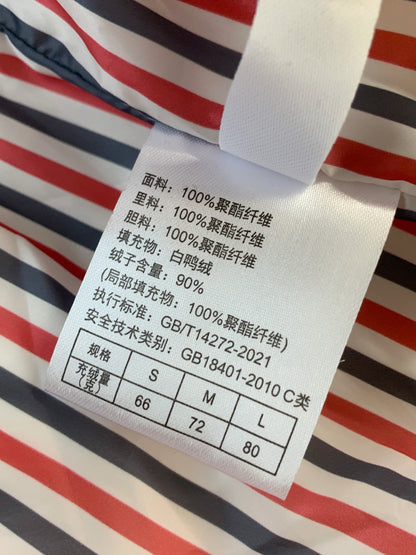 面料：100%聚酯纤维
里料：100%聚酯纤维
胆料：100%聚酯纤维
填充物：白鸭绒
绒子含量：90%
(局部填充物：100%聚酯纤维)
执行标准：GB/T14272-2021
安全技术类别：GB18401-2010 C类
规格 S M L
充绒量(克) 66 72 80